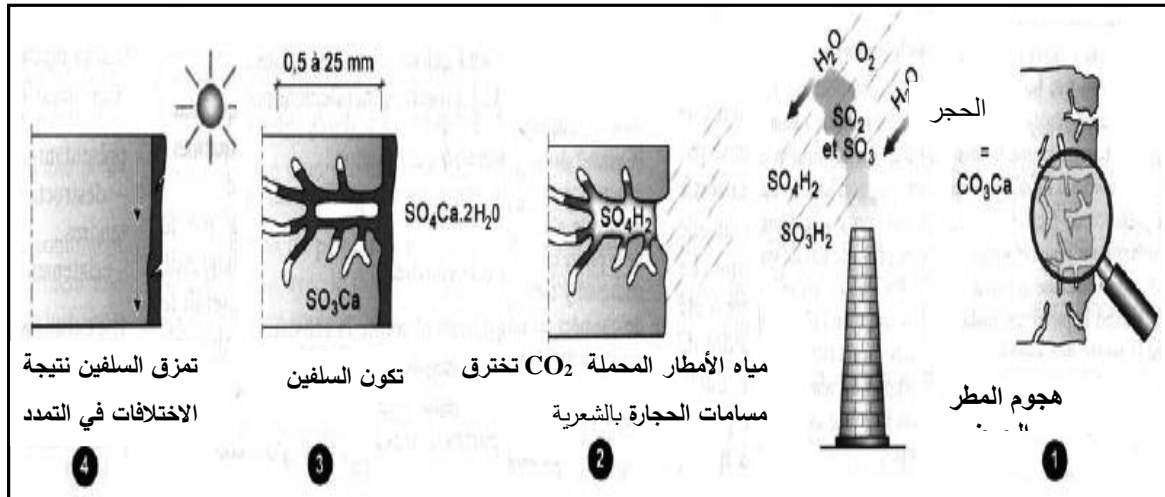 الحجر
=
CO₃Ca
هجوم المطر
1
H₂O
O₂
H₂O
SO₂
et SO₃
SO₄H₂
SO₃H₂
SO₄H₂
مياه الأمطار المحملة CO₂ تخترق
مسامات الحجارة بالشعرية
2
0,5 à 25 mm
SO₄Ca.2H₂0
SO₃Ca
تكون السلفين
3
تمزق السلفين نتيجة
الاختلافات في التمدد
4